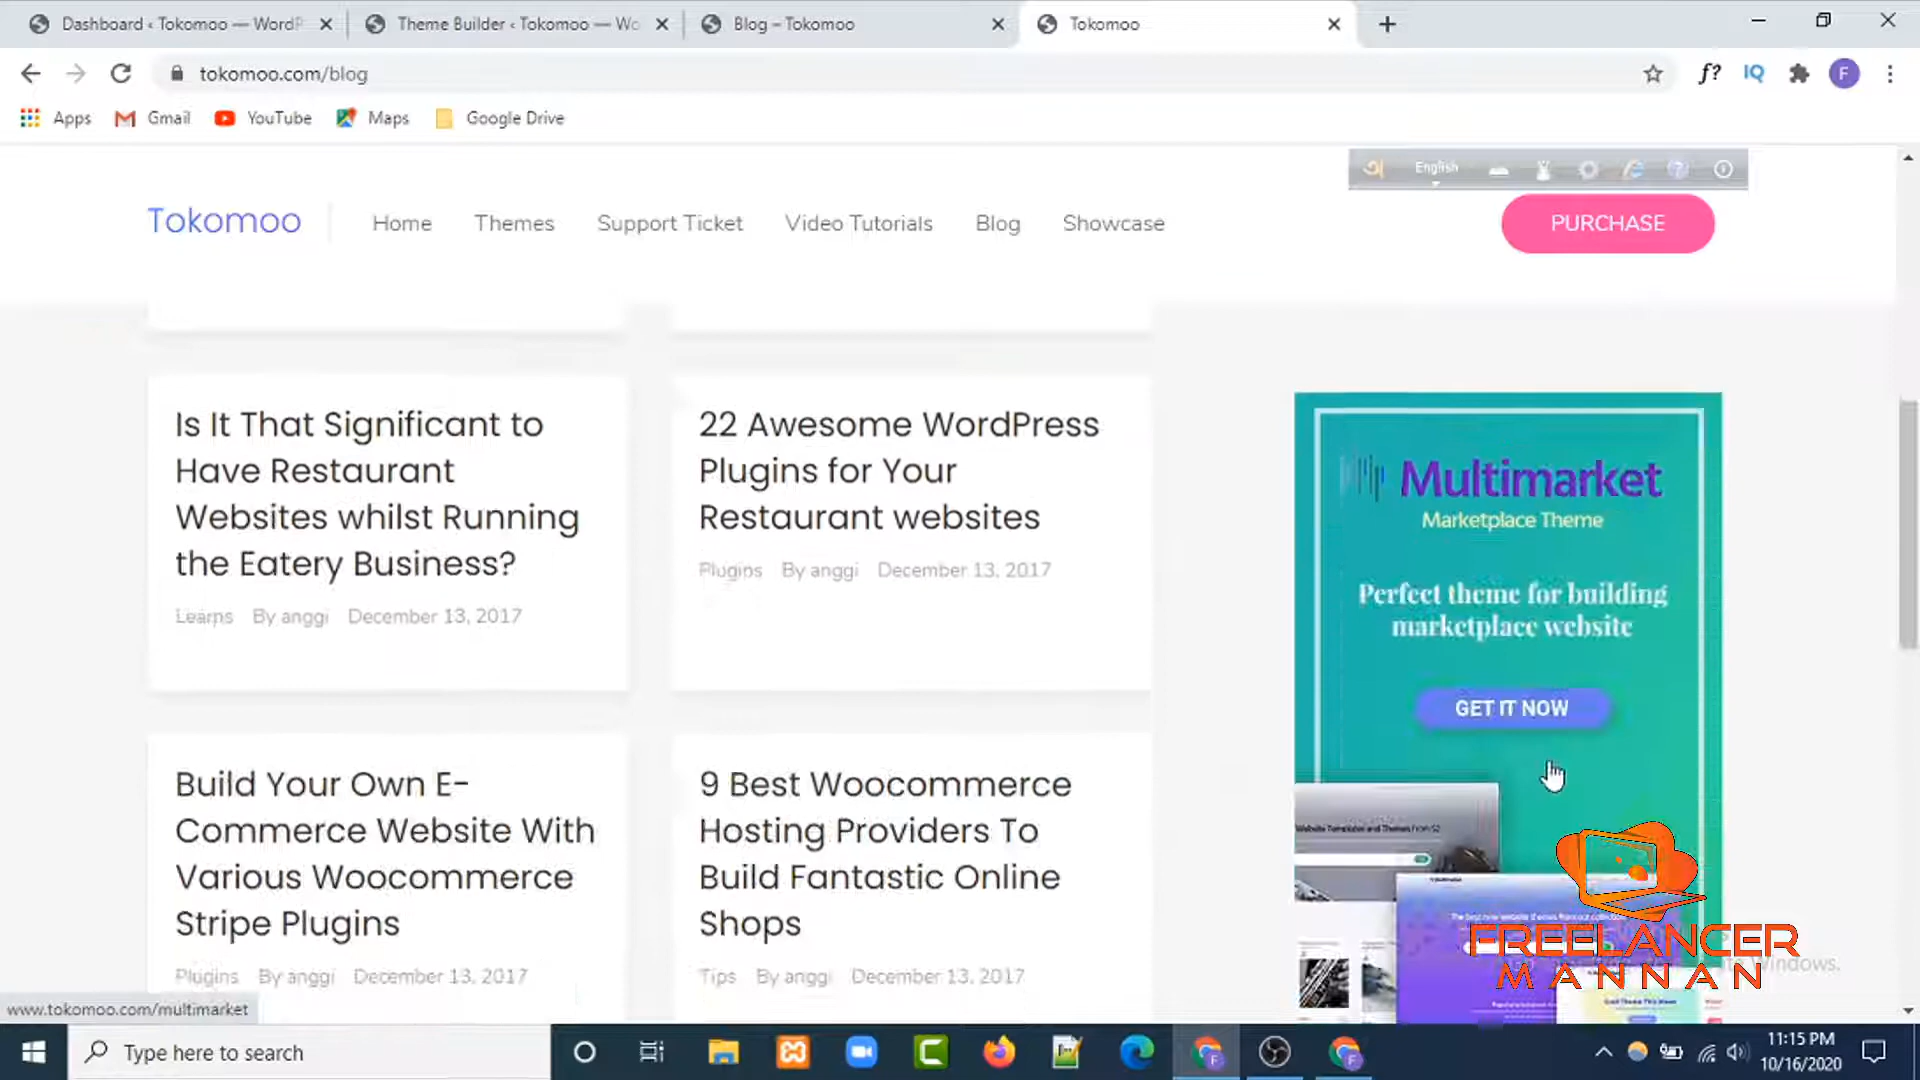 Dashboard ‹ Tokomoo — WordP
Theme Builder ‹ Tokomoo — Wo
Blog – Tokomoo
Tokomoo
tokomoo.com/blog
f?
IQ
F
Apps
Gmail
YouTube
Maps
Google Drive
অ
English
Tokomoo
Home
Themes
Support Ticket
Video Tutorials
Blog
Showcase
PURCHASE
Is It That Significant to
Have Restaurant
Websites whilst Running
the Eatery Business?
Learns By anggi December 13, 2017
22 Awesome WordPress
Plugins for Your
Restaurant websites
Plugins By anggi December 13, 2017
Multimarket
Marketplace Theme
Perfect theme for building
marketplace website
GET IT NOW
Build Your Own E-
Commerce Website With
Various Woocommerce
Stripe Plugins
Plugins By anggi December 13, 2017
9 Best Woocommerce
Hosting Providers To
Build Fantastic Online
Shops
Tips By anggi December 13, 2017
FREELANCER
MANNAN
Windows.
www.tokomoo.com/multimarket
Type here to search
11:15 PM
10/16/2020